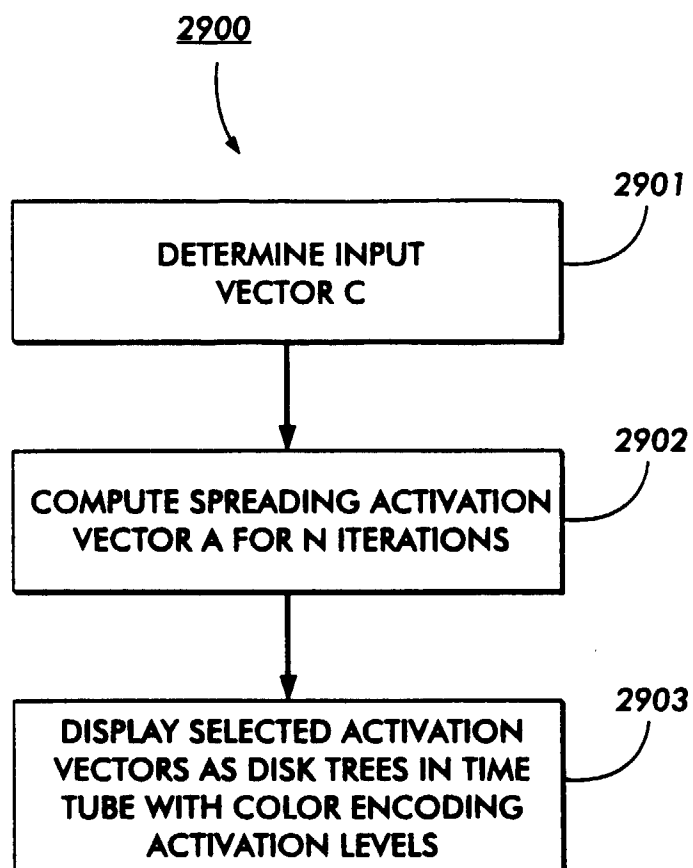 2900
2901
DETERMINE INPUT
VECTOR C
2902
COMPUTE SPREADING ACTIVATION
VECTOR A FOR N ITERATIONS
2903
DISPLAY SELECTED ACTIVATION
VECTORS AS DISK TREES IN TIME
TUBE WITH COLOR ENCODING
ACTIVATION LEVELS